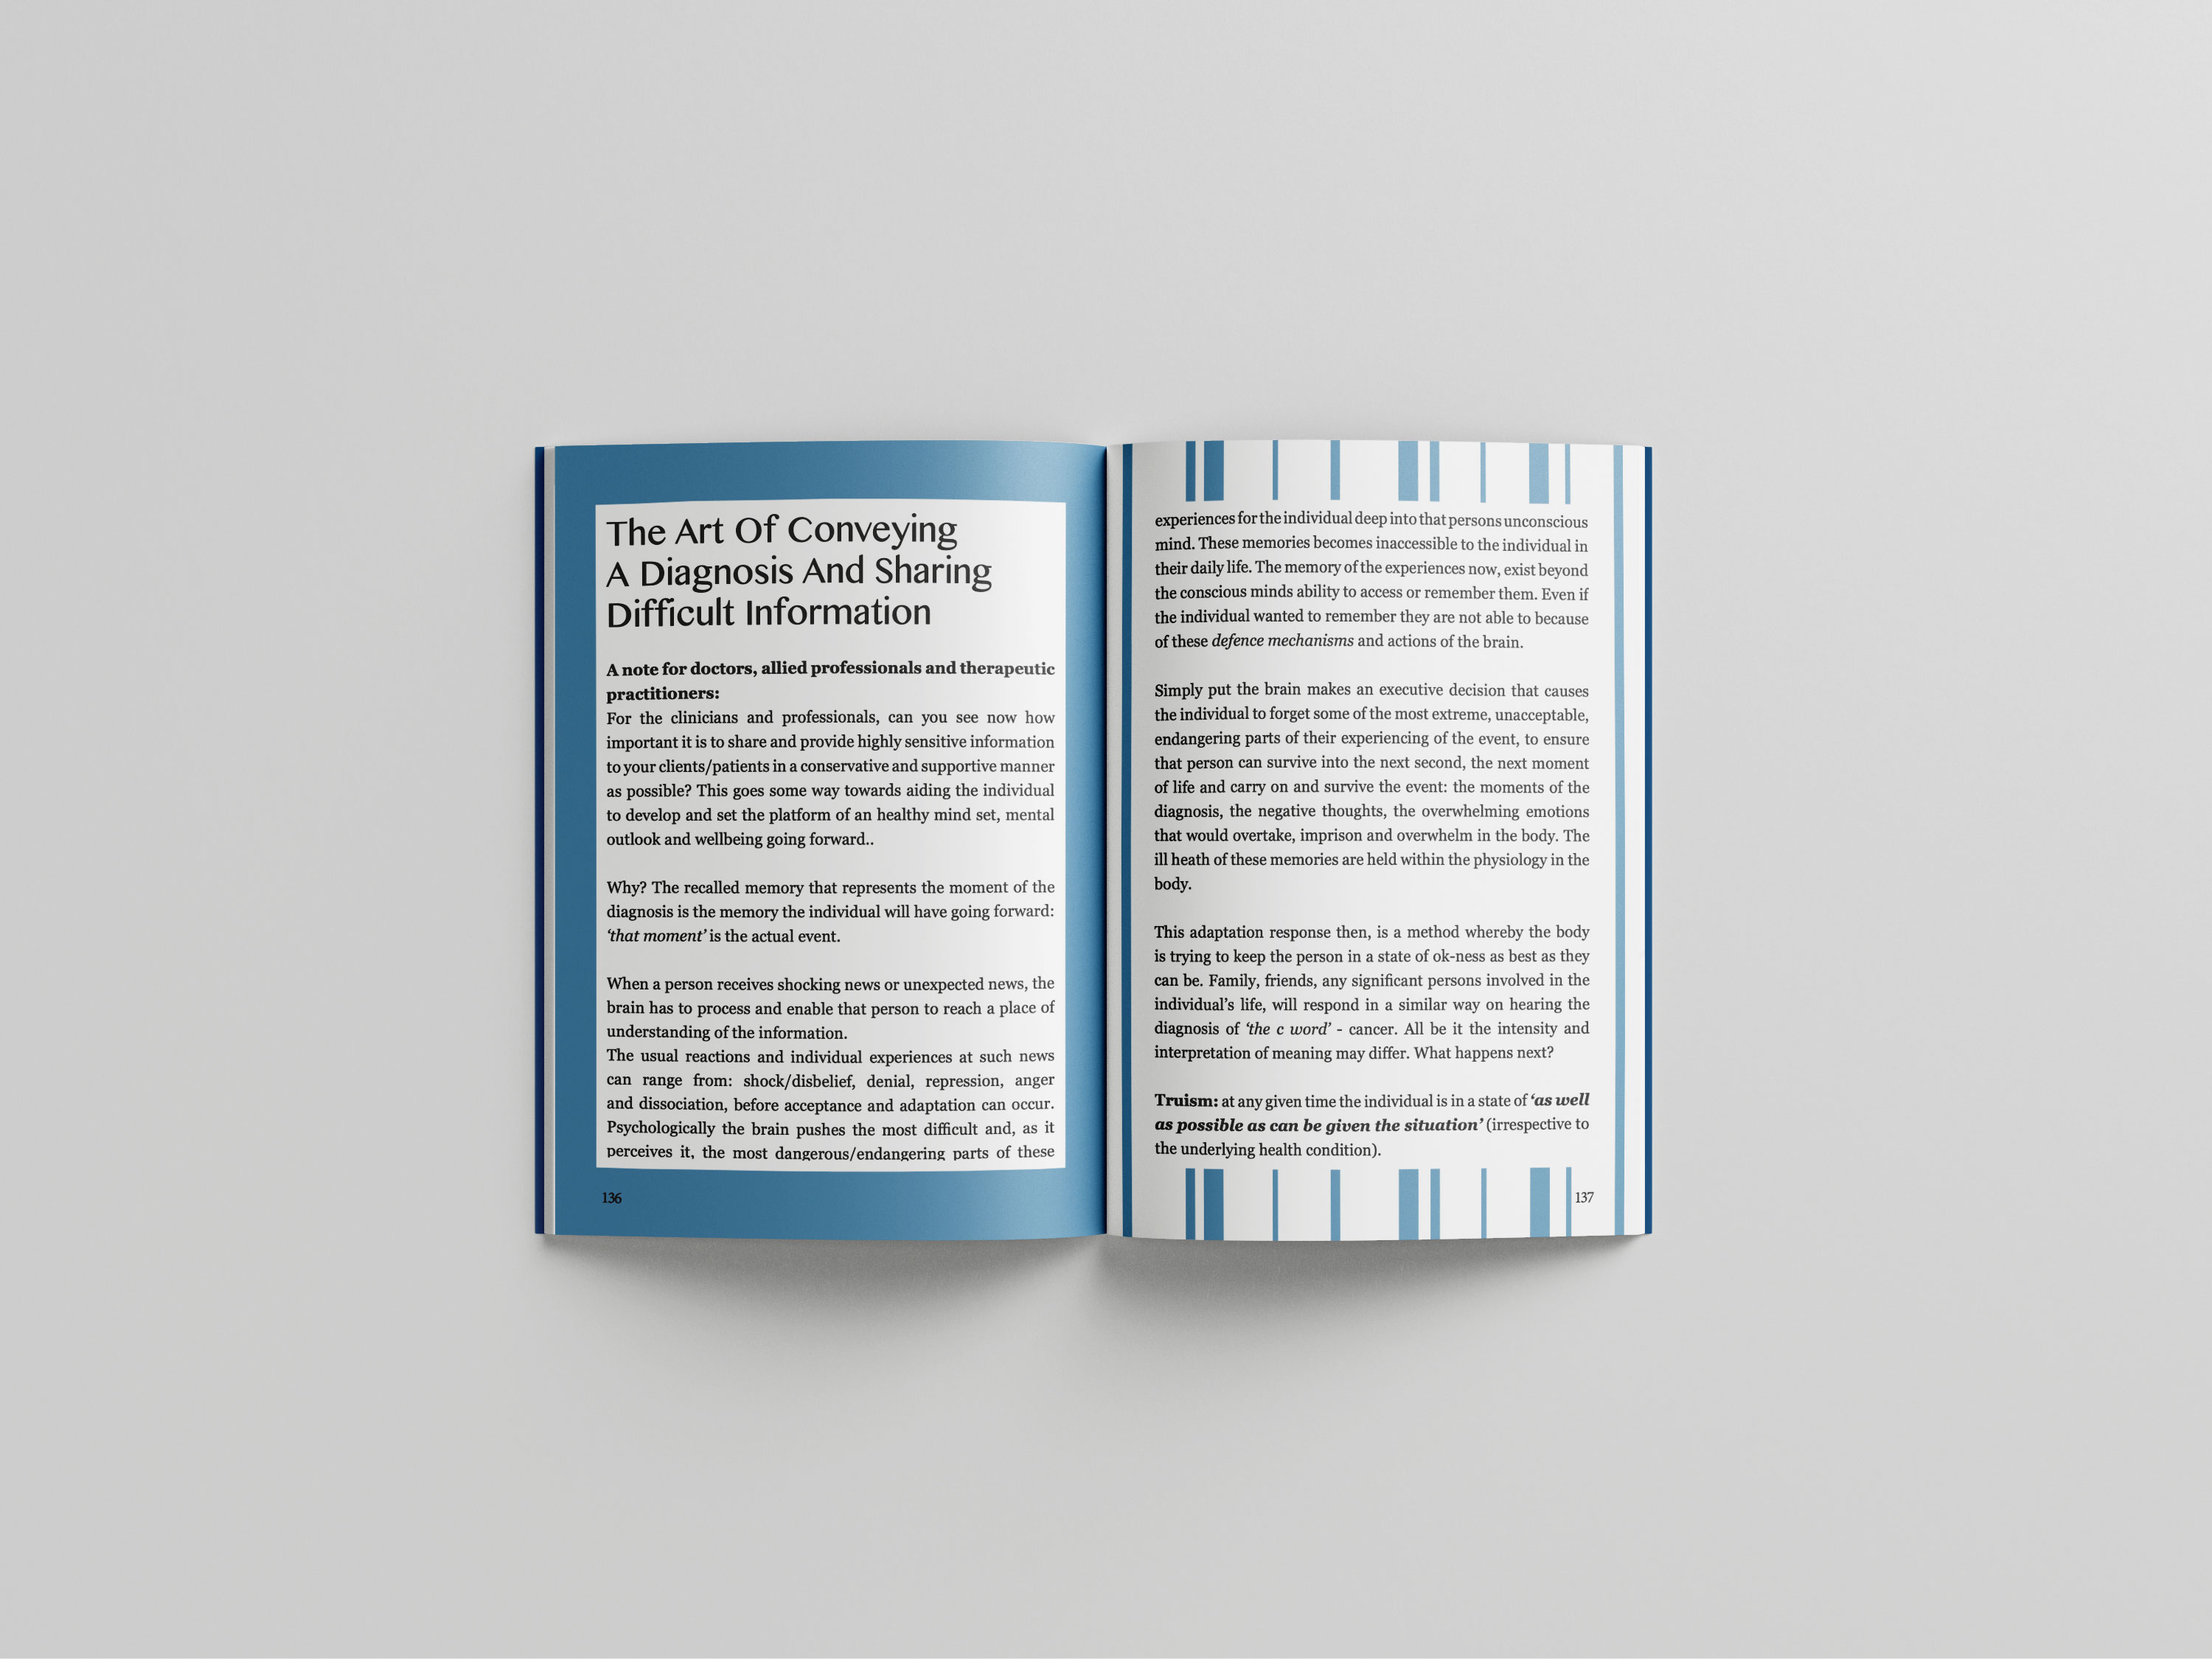 The Art Of Conveying
A Diagnosis And Sharing
Difficult Information
A note for doctors, allied professionals and therapeutic
practitioners:
For the clinicians and professionals, can you see now how
important it is to share and provide highly sensitive information
to your clients/patients in a conservative and supportive manner
as possible? This goes some way towards aiding the individual
to develop and set the platform of an healthy mind set, mental
outlook and wellbeing going forward..
Why? The recalled memory that represents the moment of the
diagnosis is the memory the individual will have going forward:
‘that moment’ is the actual event.
When a person receives shocking news or unexpected news, the
brain has to process and enable that person to reach a place of
understanding of the information.
The usual reactions and individual experiences at such news
can range from: shock/disbelief, denial, repression, anger
and dissociation, before acceptance and adaptation can occur.
Psychologically the brain pushes the most difficult and, as it
perceives it, the most dangerous/endangering parts of these
136
experiences for the individual deep into that persons unconscious
mind. These memories becomes inaccessible to the individual in
their daily life. The memory of the experiences now, exist beyond
the conscious minds ability to access or remember them. Even if
the individual wanted to remember they are not able to because
of these defence mechanisms and actions of the brain.
Simply put the brain makes an executive decision that causes
the individual to forget some of the most extreme, unacceptable,
endangering parts of their experiencing of the event, to ensure
that person can survive into the next second, the next moment
of life and carry on and survive the event: the moments of the
diagnosis, the negative thoughts, the overwhelming emotions
that would overtake, imprison and overwhelm in the body. The
ill heath of these memories are held within the physiology in the
body.
This adaptation response then, is a method whereby the body
is trying to keep the person in a state of ok-ness as best as they
can be. Family, friends, any significant persons involved in the
individual’s life, will respond in a similar way on hearing the
diagnosis of ‘the c word’ - cancer. All be it the intensity and
interpretation of meaning may differ. What happens next?
Truism: at any given time the individual is in a state of ‘as well
as possible as can be given the situation’ (irrespective to
the underlying health condition).
137